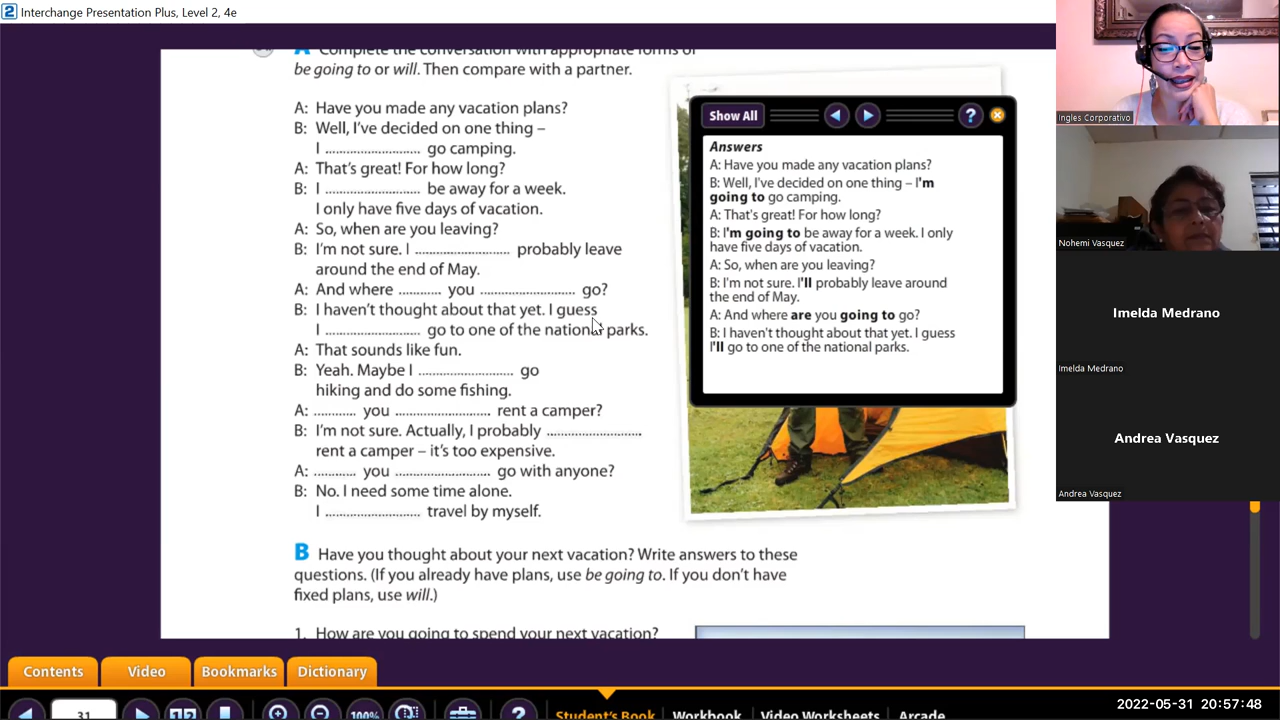 Interchange Presentation Plus, Level 2, 4e
A Complete the conversation with appropriate forms of
be going to or will. Then compare with a partner.
A: Have you made any vacation plans?
B: Well, I've decided on one thing –
I ........................ go camping.
A: That's great! For how long?
B: I ........................ be away for a week.
I only have five days of vacation.
A: So, when are you leaving?
B: I'm not sure. I ........................ probably leave
around the end of May.
A: And where ........... you ........................ go?
B: I haven't thought about that yet. I guess
I ........................ go to one of the national parks.
A: That sounds like fun.
B: Yeah. Maybe I ........................ go
hiking and do some fishing.
A: ........... you ........................ rent a camper?
B: I'm not sure. Actually, I probably ........................
rent a camper – it's too expensive.
A: ........... you ........................ go with anyone?
B: No. I need some time alone.
I ........................ travel by myself.
B Have you thought about your next vacation? Write answers to these
questions. (If you already have plans, use be going to. If you don't have
fixed plans, use will.)
1. How are you going to spend your next vacation?
Show All
?
Answers
A: Have you made any vacation plans?
B: Well, I've decided on one thing – I'm
going to go camping.
A: That's great! For how long?
B: I'm going to be away for a week. I only
have five days of vacation.
A: So, when are you leaving?
B: I'm not sure. I'll probably leave around
the end of May.
A: And where are you going to go?
B: I haven't thought about that yet. I guess
I'll go to one of the national parks.
Ingles Corporativo
Nohemi Vasquez
Imelda Medrano
Imelda Medrano
Andrea Vasquez
Andrea Vasquez
Contents Video Bookmarks Dictionary
31 100% ? Student's Book Workbook Video Worksheets Arcade
2022-05-31 20:57:48